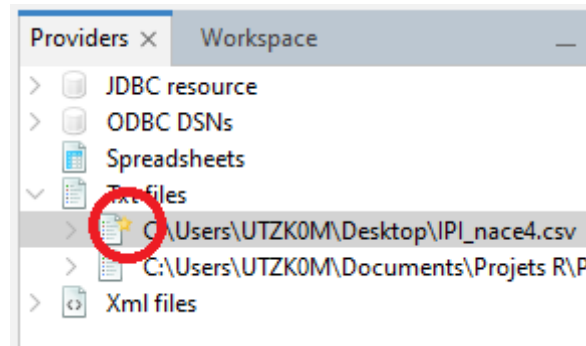 Providers × Workspace
JDBC resource
ODBC DSNs
Spreadsheets
Txt files
C:\Users\UTZK0M\Desktop\IPI_nace4.csv
C:\Users\UTZK0M\Documents\Projets R\P
Xml files